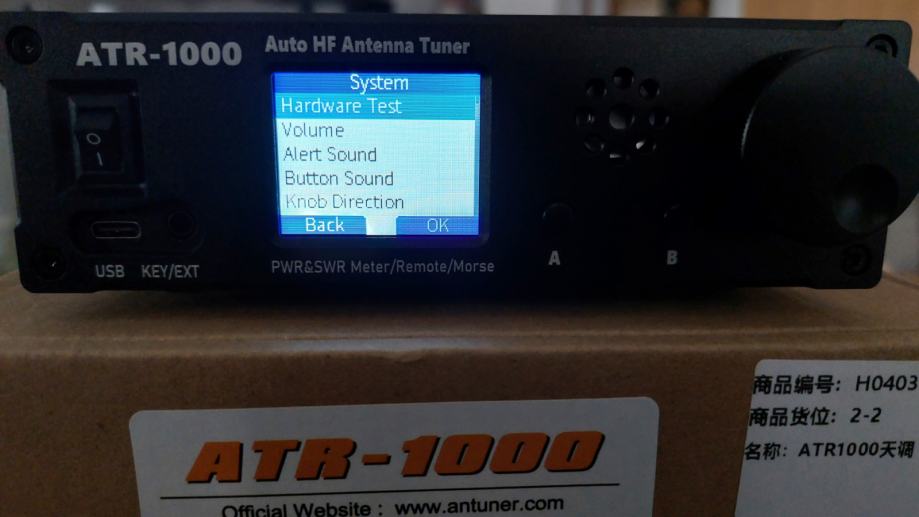 ATR-1000 Auto HF Antenna Tuner
System
Hardware Test
Volume
Alert Sound
Button Sound
Knob Direction
Back OK
O
I
USB KEY/EXT
PWR&SWR Meter/Remote/Morse
A B
ATR-1000
Official Website : www.antuner.com
商品编号: H0403
商品货位: 2-2
名称: ATR1000天调